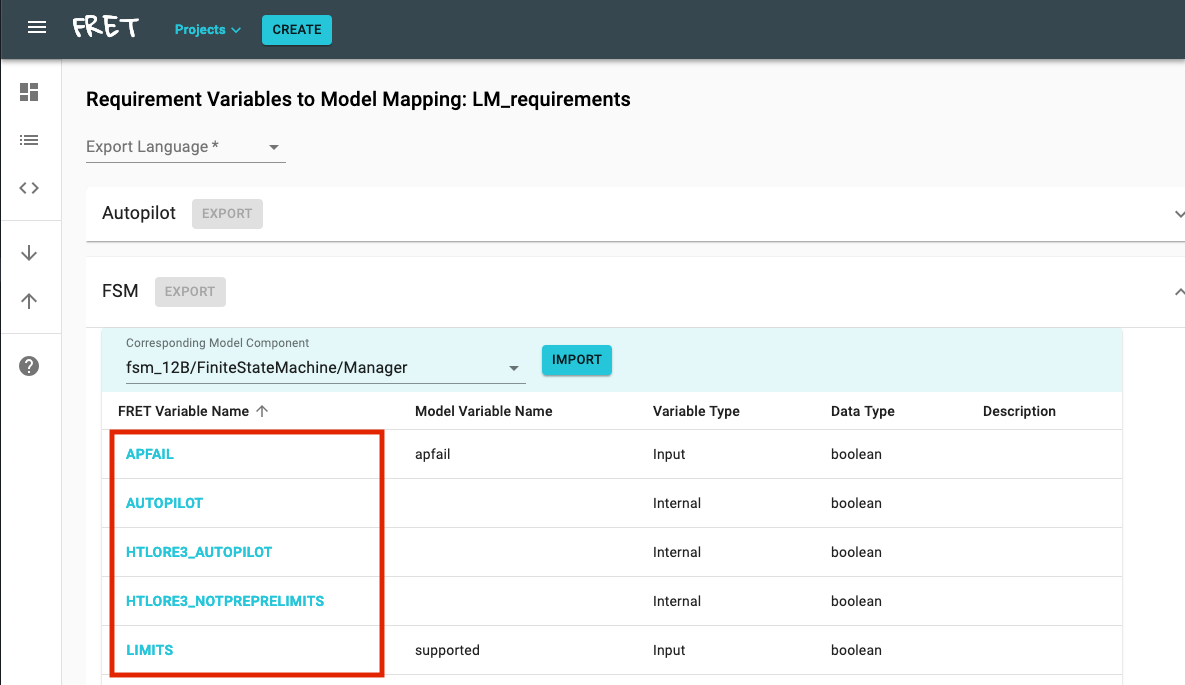 FRET
Projects
CREATE
Requirement Variables to Model Mapping: LM_requirements
Export Language *
Autopilot EXPORT
FSM EXPORT
Corresponding Model Component
fsm_12B/FiniteStateMachine/Manager
IMPORT
FRET Variable Name Model Variable Name Variable Type Data Type Description
APFAIL apfail Input boolean
AUTOPILOT Internal boolean
HTLORE3_AUTOPILOT Internal boolean
HTLORE3_NOTPREPRELIMITS Internal boolean
LIMITS supported Input boolean